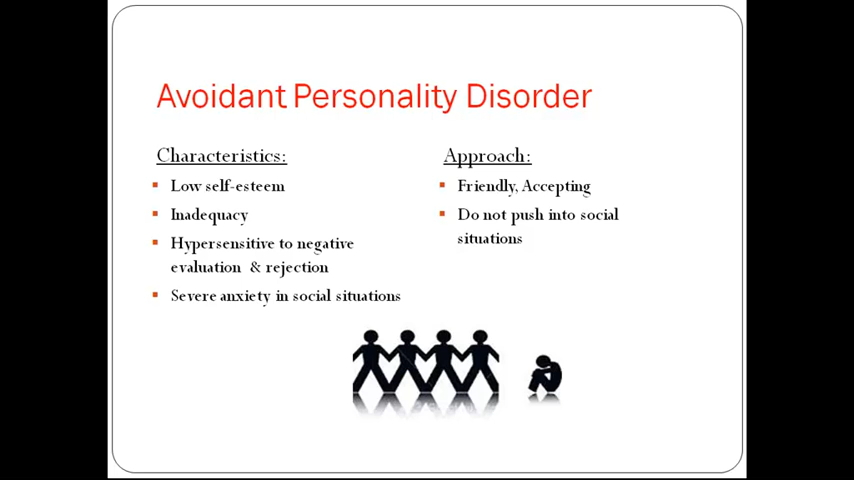 Avoidant Personality Disorder
Characteristics:
Low self-esteem
Inadequacy
Hypersensitive to negative
evaluation & rejection
Severe anxiety in social situations
Approach:
Friendly, Accepting
Do not push into social
situations